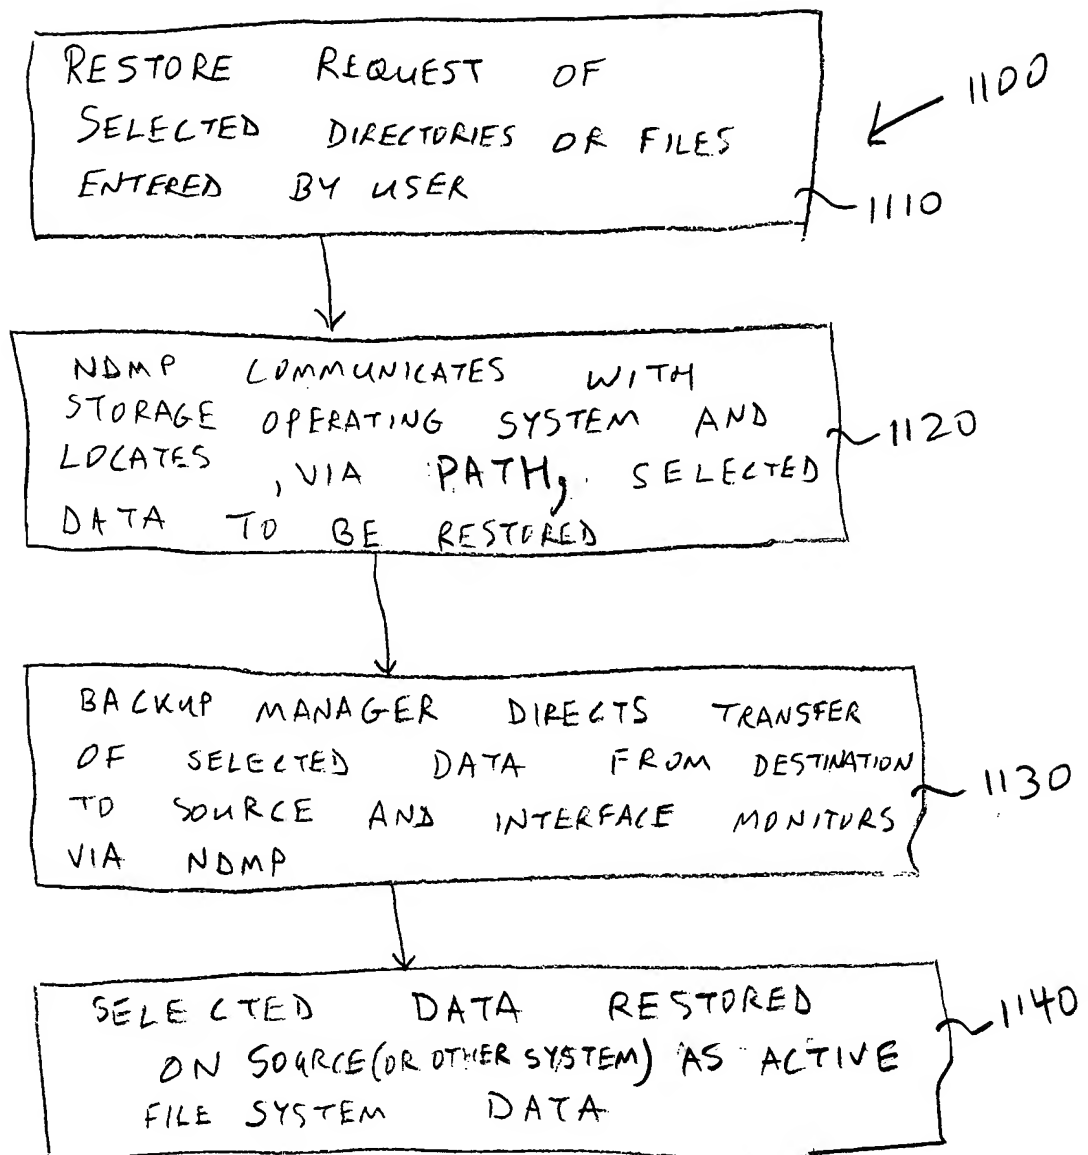 RESTORE REQUEST OF
SELECTED DIRECTORIES OR FILES
ENTERED BY USER
1100
1110
NDMP COMMUNICATES WITH
STORAGE OPERATING SYSTEM AND
LOCATES , VIA PATH, SELECTED
DATA TO BE RESTORED
1120
BACKUP MANAGER DIRECTS TRANSFER
OF SELECTED DATA FROM DESTINATION
TO SOURCE AND INTERFACE MONITORS
VIA NDMP
1130
SELECTED DATA RESTORED
ON SOURCE (OR OTHER SYSTEM) AS ACTIVE
FILE SYSTEM DATA
1140